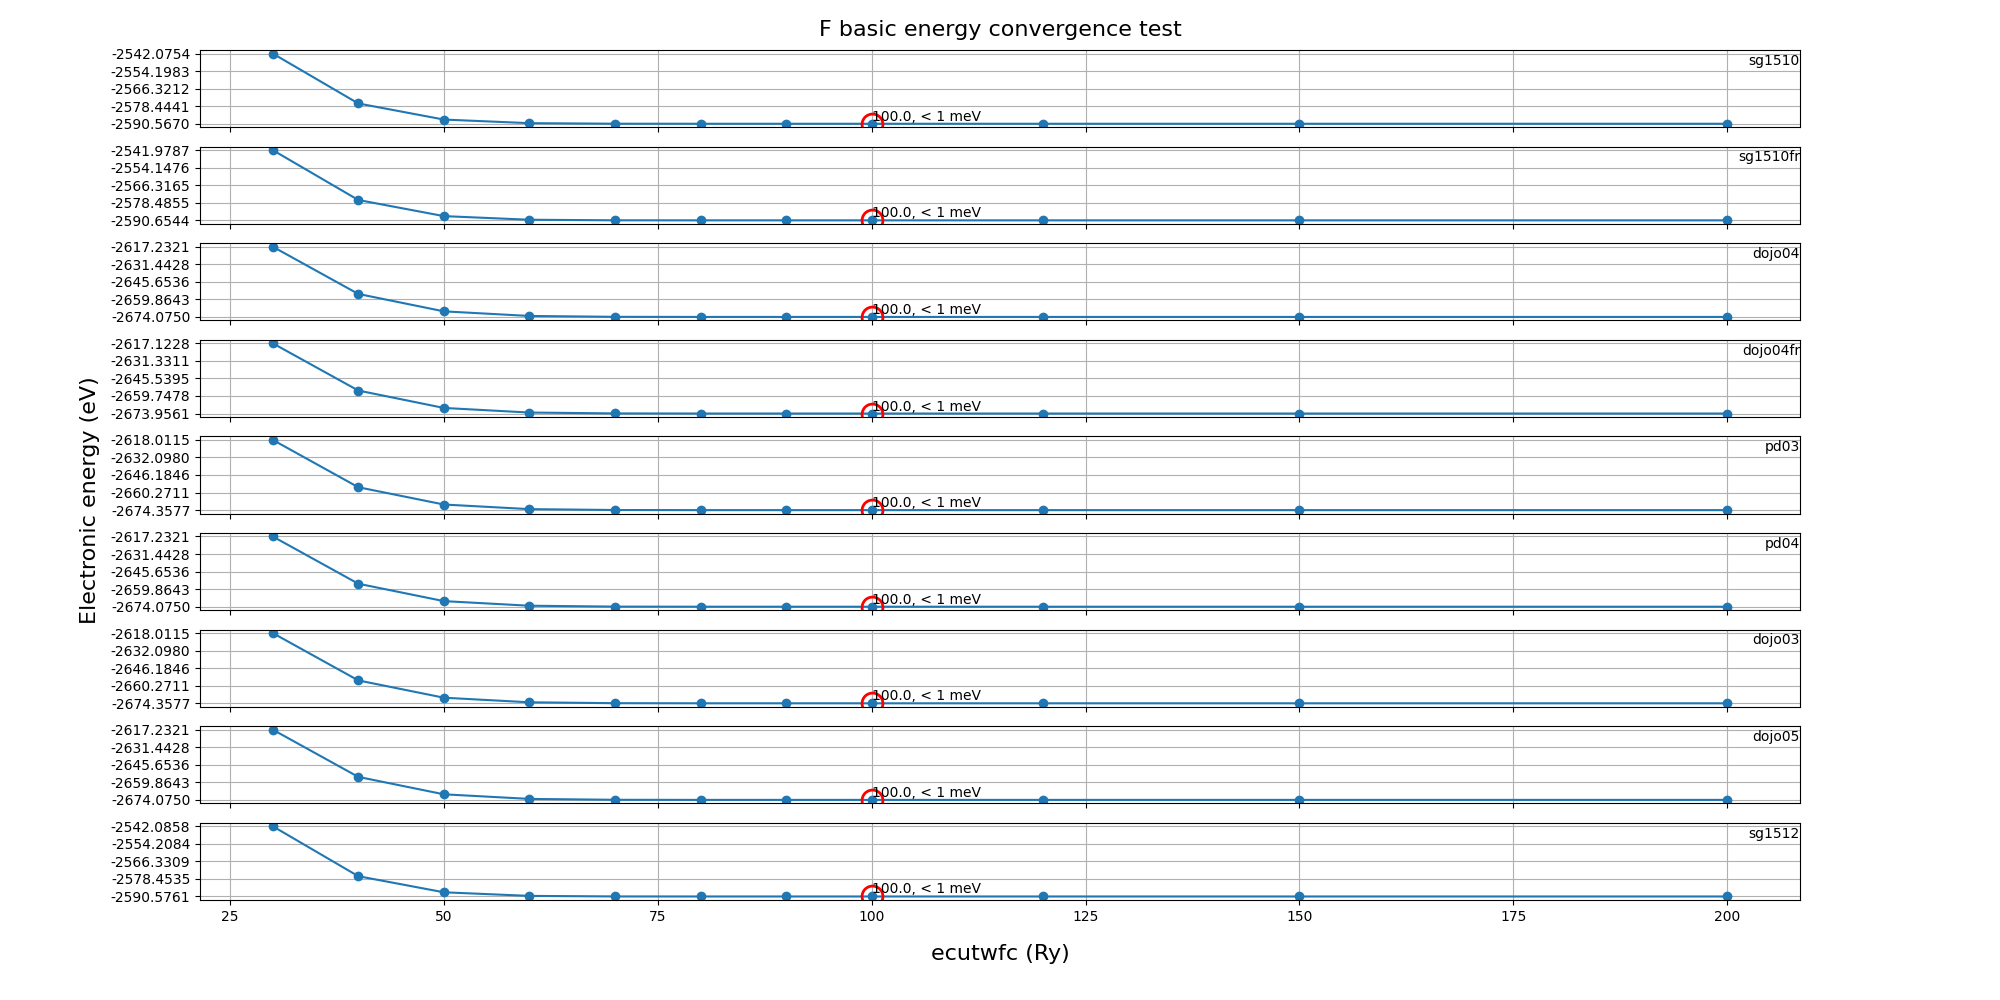 F basic energy convergence test
-2542.0754
sg1510
-2554.1983
-2566.3212
-2578.4441
100.0, < 1 meV
-2590.5670
-2541.9787
sg1510fr
-2554.1476
-2566.3165
-2578.4855
100.0, < 1 meV
-2590.6544
-2617.2321
dojo04
-2631.4428
-2645.6536
-2659.8643
100.0, < 1 meV
-2674.0750
-2617.1228
dojo04fr
-2631.3311
-2645.5395
-2659.7478
100.0, < 1 meV
-2673.9561
-2618.0115
pd03
-2632.0980
-2646.1846
-2660.2711
100.0, < 1 meV
-2674.3577
-2617.2321
pd04
-2631.4428
-2645.6536
-2659.8643
100.0, < 1 meV
-2674.0750
-2618.0115
dojo03
-2632.0980
-2646.1846
-2660.2711
100.0, < 1 meV
-2674.3577
-2617.2321
dojo05
-2631.4428
-2645.6536
-2659.8643
100.0, < 1 meV
-2674.0750
-2542.0858
sg1512
-2554.2084
-2566.3309
-2578.4535
100.0, < 1 meV
-2590.5761
25 50 75 100 125 150 175 200
ecutwfc (Ry)
Electronic energy (eV)